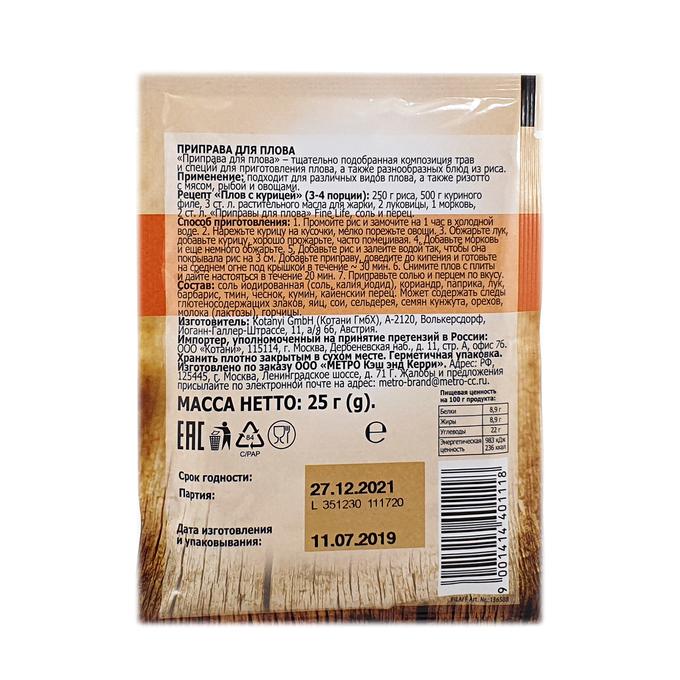 ПРИПРАВА ДЛЯ ПЛОВА
«Приправа для плова» – тщательно подобранная композиция трав
и специй для приготовления плова, а также разнообразных блюд из риса.
Применение: подходит для различных видов плова, а также ризотто
с мясом, рыбой и овощами.
Рецепт «Плов с курицей» (3-4 порции): 250 г риса, 500 г куриного
филе, 3 ст. л. растительного масла для жарки, 2 луковицы, 1 морковь,
2 ст. л. «Приправы для плова» Fine Life, соль и перец.
Способ приготовления: 1. Промойте рис и замочите на 1 час в холодной
воде. 2. Нарежьте курицу на кусочки, мелко порежьте овощи. 3. Обжарьте лук,
добавьте курицу, хорошо прожарьте, часто помешивая. 4. Добавьте морковь
и еще немного обжарьте. 5. Добавьте рис и залейте водой так, чтобы она
покрывала рис на 3 см. Добавьте приправу, доведите до кипения и готовьте
на среднем огне под крышкой в течение ~ 30 мин. 6. Снимите плов с плиты
и дайте настояться в течение 20 мин. 7. Приправьте солью и перцем по вкусу.
Состав: соль йодированная (соль, калия йодид), кориандр, паприка, лук,
барбарис, тмин, чеснок, кумин, кайенский перец. Может содержать следы
глютеносодержащих злаков, яиц, сои, сельдерея, семян кунжута, орехов,
молока (лактозы), горчицы.
Изготовитель: Kotanyi GmbH (Котани ГмбХ), А-2120, Волькерсдорф,
Йоганн-Галлер-Штрассе, 11, а/я 66, Австрия.
Импортер, уполномоченный на принятие претензий в России:
ООО «Котани», 115114, г. Москва, Дербеневская наб., д. 11, стр. А, офис 76.
Хранить плотно закрытым в сухом месте. Герметичная упаковка.
Изготовлено по заказу ООО «МЕТРО Кэш энд Керри». Адрес: РФ,
125445, г. Москва, Ленинградское шоссе, д. 71 Г. Жалобы и предложения
присылайте по электронной почте на адрес: metro-brand@metro-cc.ru.
МАССА НЕТТО: 25 г (g).
Пищевая ценность
на 100 г продукта:
Белки 8,9 г
Жиры 8,9 г
Углеводы 22 г
Энергетическая 983 кДж
ценность 236 ккал
EAC 84 ℮
C/PAP
Срок годности:
Партия:
27.12.2021
L 351230 111720
Дата изготовления
и упаковывания:
11.07.2019
9 001414 401118
PILAFF Art. Nr.: 136508